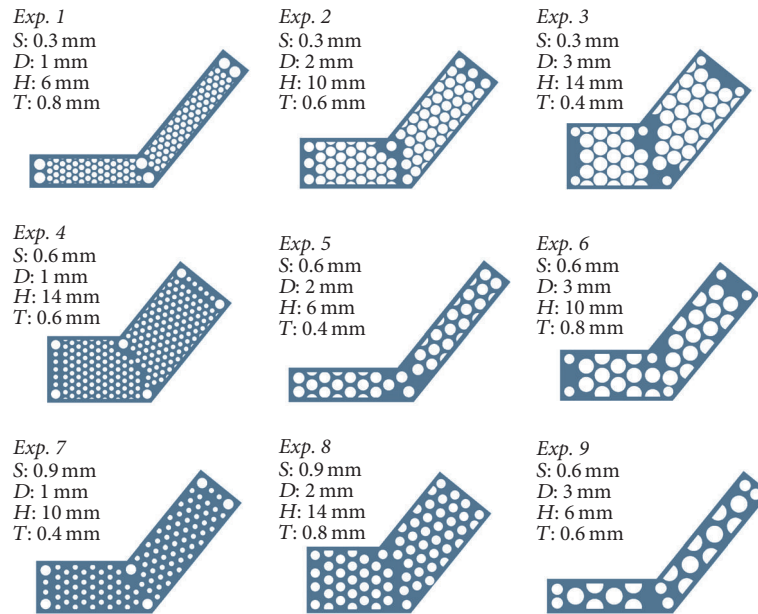 Exp. 1
S: 0.3 mm
D: 1 mm
H: 6 mm
T: 0.8 mm
Exp. 2
S: 0.3 mm
D: 2 mm
H: 10 mm
T: 0.6 mm
Exp. 3
S: 0.3 mm
D: 3 mm
H: 14 mm
T: 0.4 mm
Exp. 4
S: 0.6 mm
D: 1 mm
H: 14 mm
T: 0.6 mm
Exp. 5
S: 0.6 mm
D: 2 mm
H: 6 mm
T: 0.4 mm
Exp. 6
S: 0.6 mm
D: 3 mm
H: 10 mm
T: 0.8 mm
Exp. 7
S: 0.9 mm
D: 1 mm
H: 10 mm
T: 0.4 mm
Exp. 8
S: 0.9 mm
D: 2 mm
H: 14 mm
T: 0.8 mm
Exp. 9
S: 0.6 mm
D: 3 mm
H: 6 mm
T: 0.6 mm